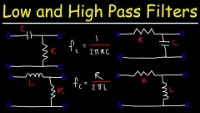 Low and High Pass Filters
C
R
fc = 1 / 2πRC
R
C
L
R
fc = R / 2πL
R
L